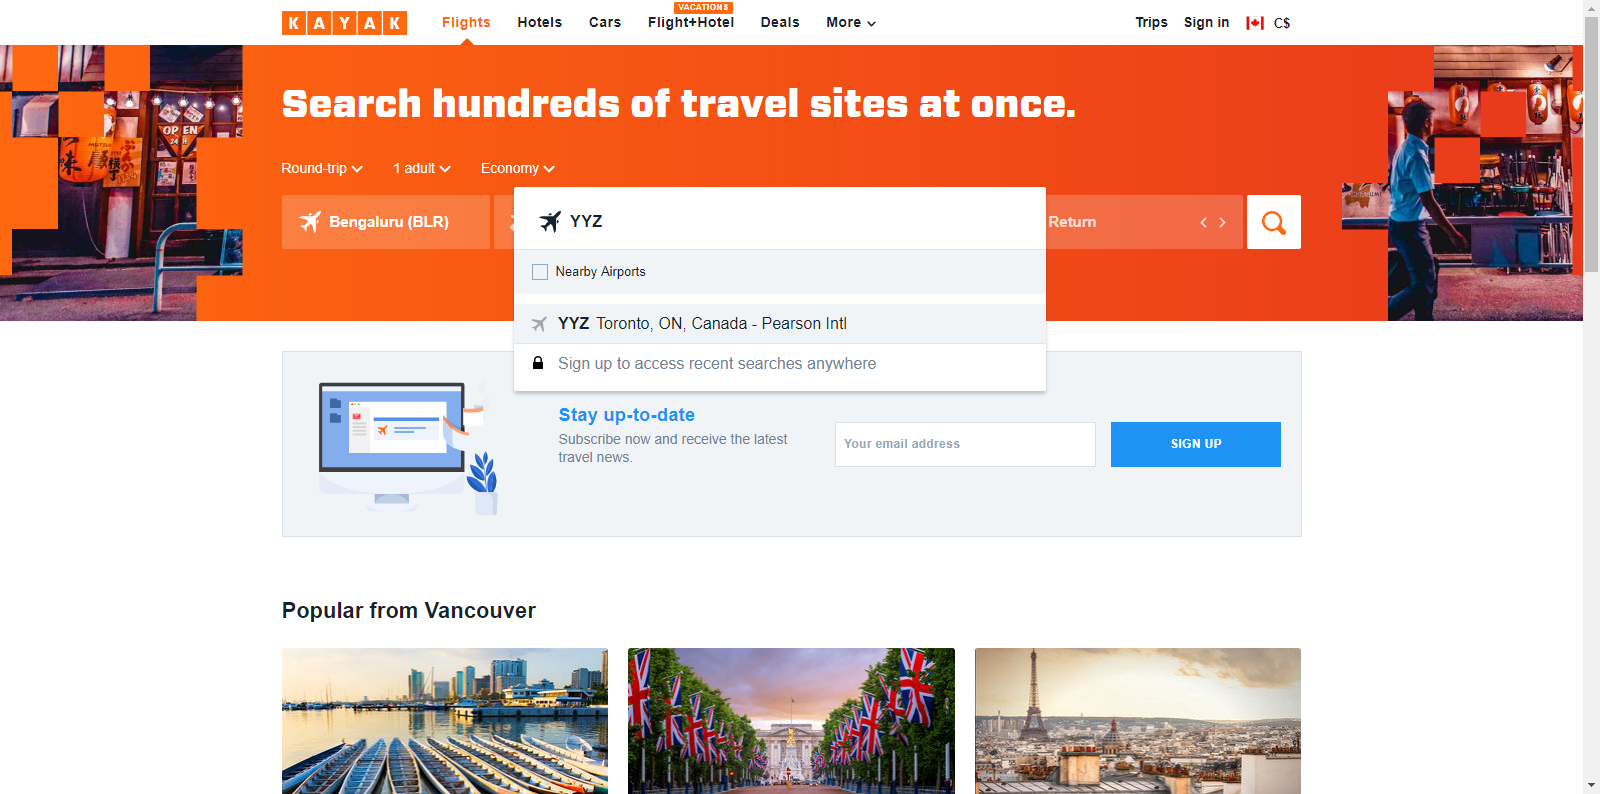 KAYAK
Flights
Hotels
Cars
VACATIONS
Flight+Hotel
Deals
More
Trips
Sign in
C$
Search hundreds of travel sites at once.
Round-trip
1 adult
Economy
Bengaluru (BLR)
YYZ
Return
Nearby Airports
YYZ Toronto, ON, Canada - Pearson Intl
Sign up to access recent searches anywhere
Stay up-to-date
Subscribe now and receive the latest
travel news.
Your email address
SIGN UP
Popular from Vancouver
OPEN